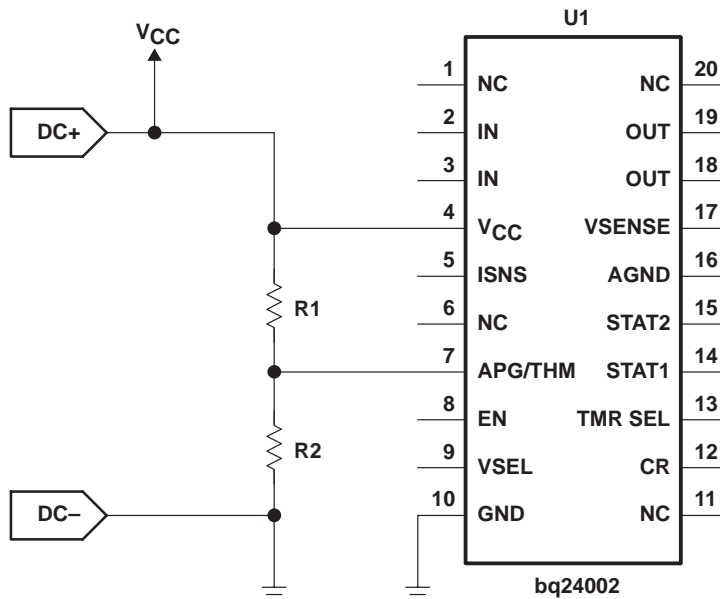 U1
VCC
1 NC NC 20
DC+
2 IN OUT 19
3 IN OUT 18
4 VCC VSENSE 17
5 ISNS AGND 16
R1
6 NC STAT2 15
7 APG/THM STAT1 14
8 EN TMR SEL 13
R2
9 VSEL CR 12
DC–
10 GND NC 11
bq24002